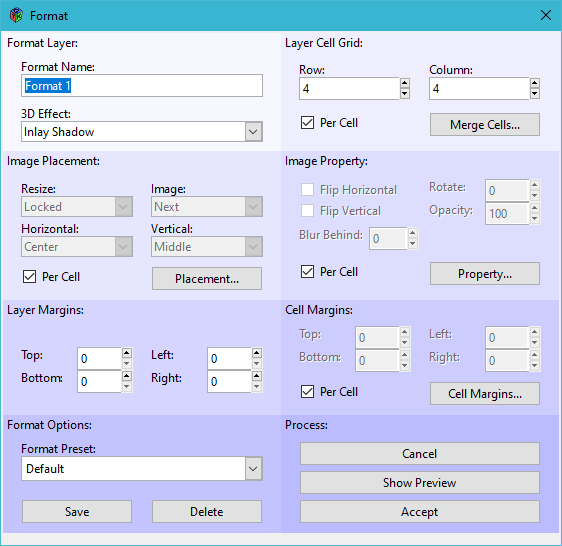 Format
Format Layer:
Format Name:
Format 1
3D Effect:
Inlay Shadow
Layer Cell Grid:
Row:
Column:
4
4
Per Cell
Merge Cells...
Image Placement:
Resize:
Image:
Locked
Next
Horizontal:
Vertical:
Center
Middle
Per Cell
Placement...
Image Property:
Flip Horizontal
Rotate:
0
Flip Vertical
Opacity:
100
Blur Behind:
0
Per Cell
Property...
Layer Margins:
Top:
0
Left:
0
Bottom:
0
Right:
0
Cell Margins:
Top:
0
Left:
0
Bottom:
0
Right:
0
Per Cell
Cell Margins...
Format Options:
Format Preset:
Default
Save
Delete
Process:
Cancel
Show Preview
Accept